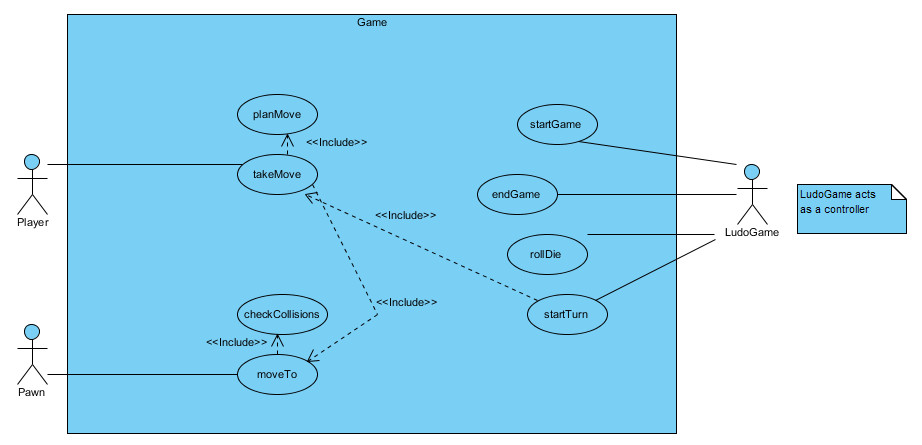 Game
planMove
<<Include>>
startGame
takeMove
Player
endGame
LudoGame acts
as a controller
<<Include>>
LudoGame
rollDie
<<Include>>
checkCollisions
startTurn
<<Include>>
moveTo
Pawn